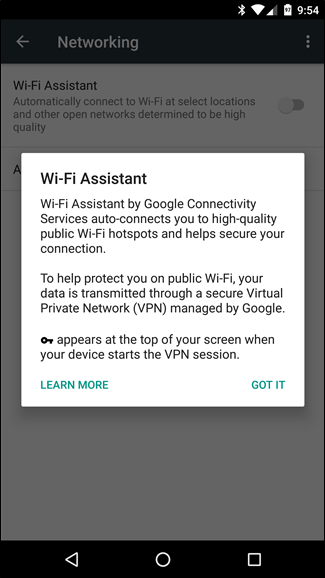 97
9:54
Networking
Wi-Fi Assistant
Automatically connect to Wi-Fi at select locations
and other open networks determined to be high
quality
A
Wi-Fi Assistant
Wi-Fi Assistant by Google Connectivity
Services auto-connects you to high-quality
public Wi-Fi hotspots and helps secure your
connection.
To help protect you on public Wi-Fi, your
data is transmitted through a secure Virtual
Private Network (VPN) managed by Google.
appears at the top of your screen when
your device starts the VPN session.
LEARN MORE GOT IT